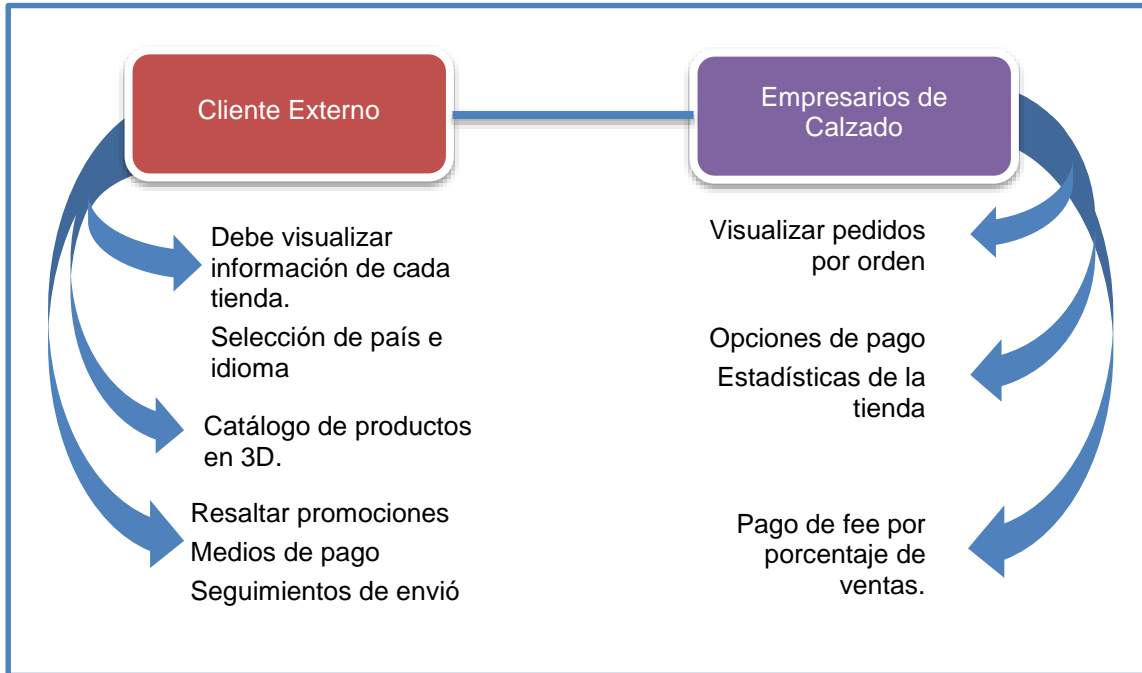 Cliente Externo
Empresarios de
Calzado
Debe visualizar
información de cada
tienda.
Selección de país e
idioma
Catálogo de productos
en 3D.
Resaltar promociones
Medios de pago
Seguimientos de envió
Visualizar pedidos
por orden
Opciones de pago
Estadísticas de la
tienda
Pago de fee por
porcentaje de
ventas.